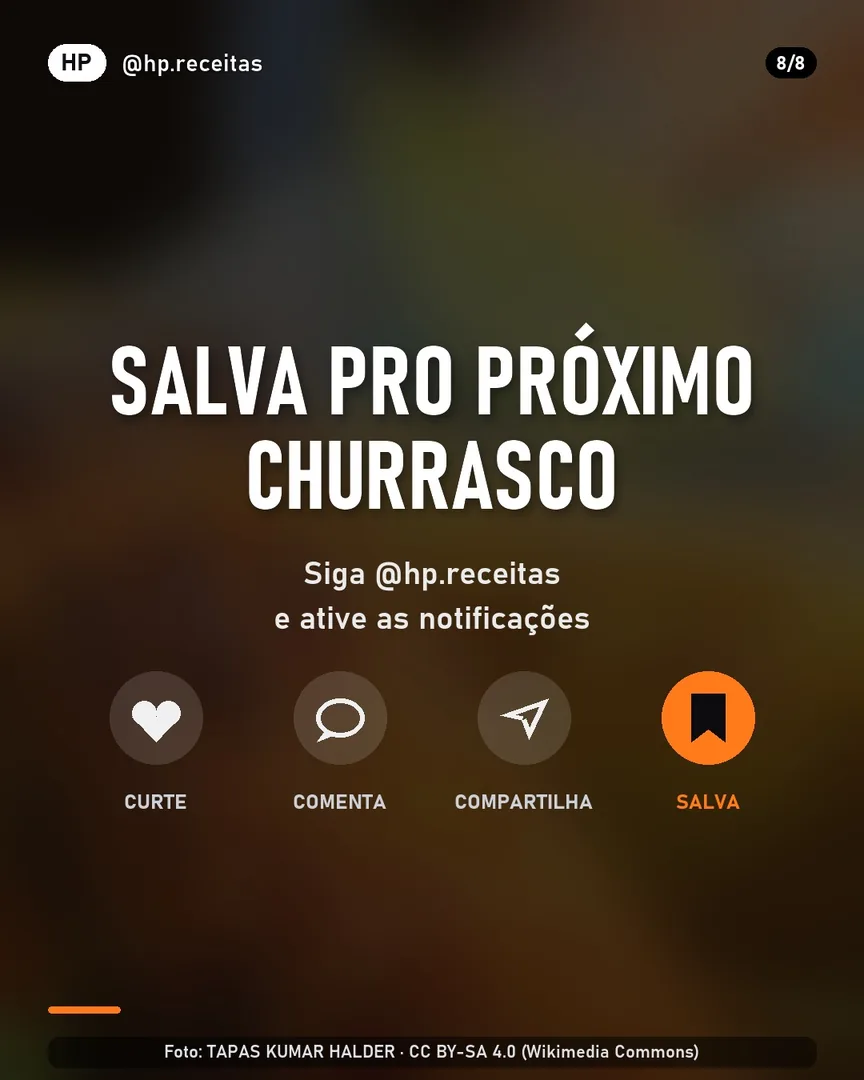 HP @hp.receitas 8/8
SALVA PRO PRÓXIMO
CHURRASCO
Siga @hp.receitas
e ative as notificações
CURTE COMENTA COMPARTILHA SALVA
Foto: TAPAS KUMAR HALDER · CC BY-SA 4.0 (Wikimedia Commons)